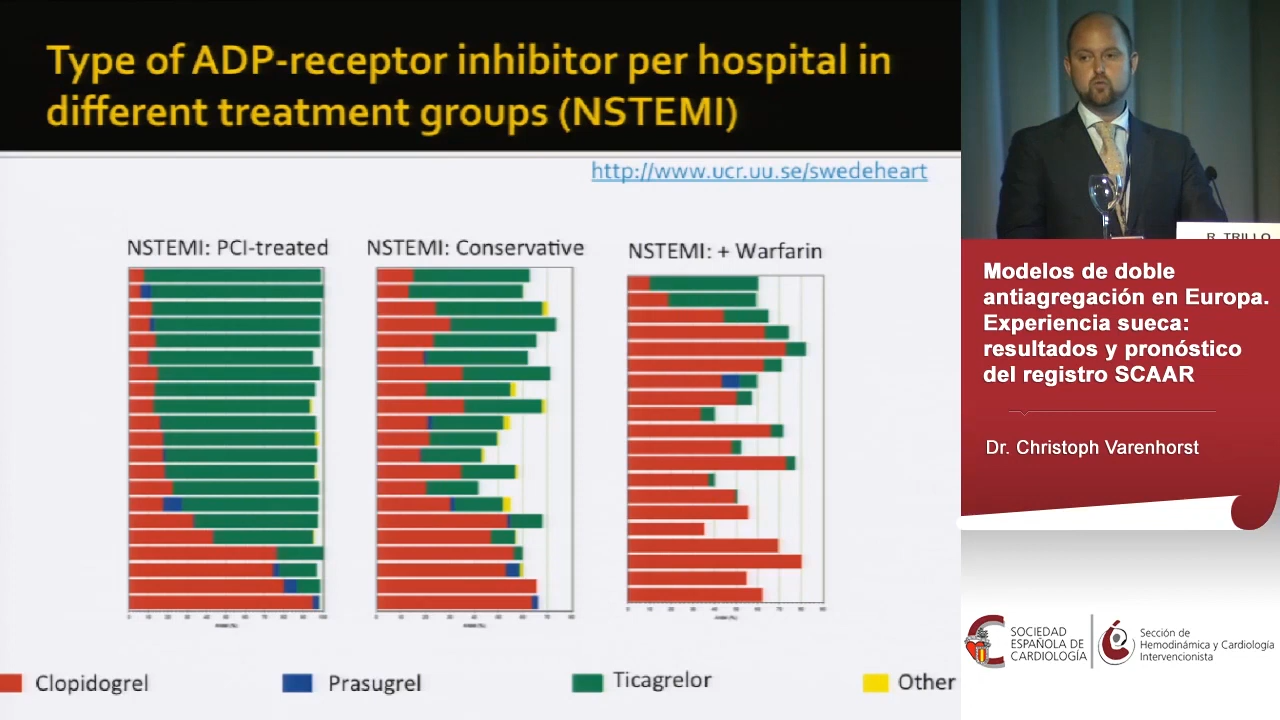 Type of ADP-receptor inhibitor per hospital in
different treatment groups (NSTEMI)
http://www.ucr.uu.se/swedeheart
NSTEMI: PCI-treated
NSTEMI: Conservative
NSTEMI: + Warfarin
Clopidogrel
Prasugrel
Ticagrelor
Other
R. TRILLO
Modelos de doble
antiagregación en Europa.
Experiencia sueca:
resultados y pronóstico
del registro SCAAR
Dr. Christoph Varenhorst
SOCIEDAD
ESPAÑOLA DE
CARDIOLOGÍA
Sección de
Hemodinámica y Cardiología
Intervencionista